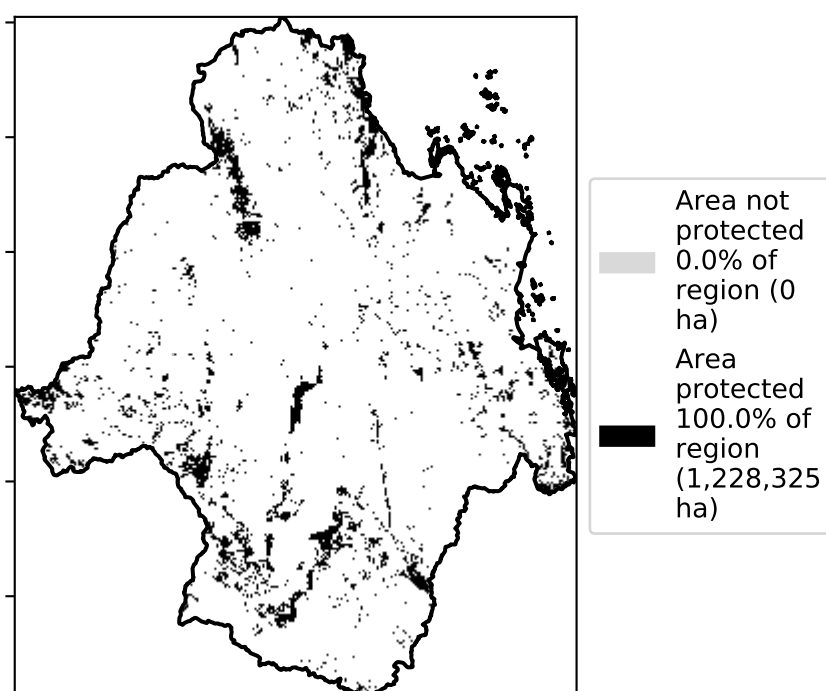 Area not
protected
0.0% of
region (0
ha)
Area
protected
100.0% of
region
(1,228,325
ha)